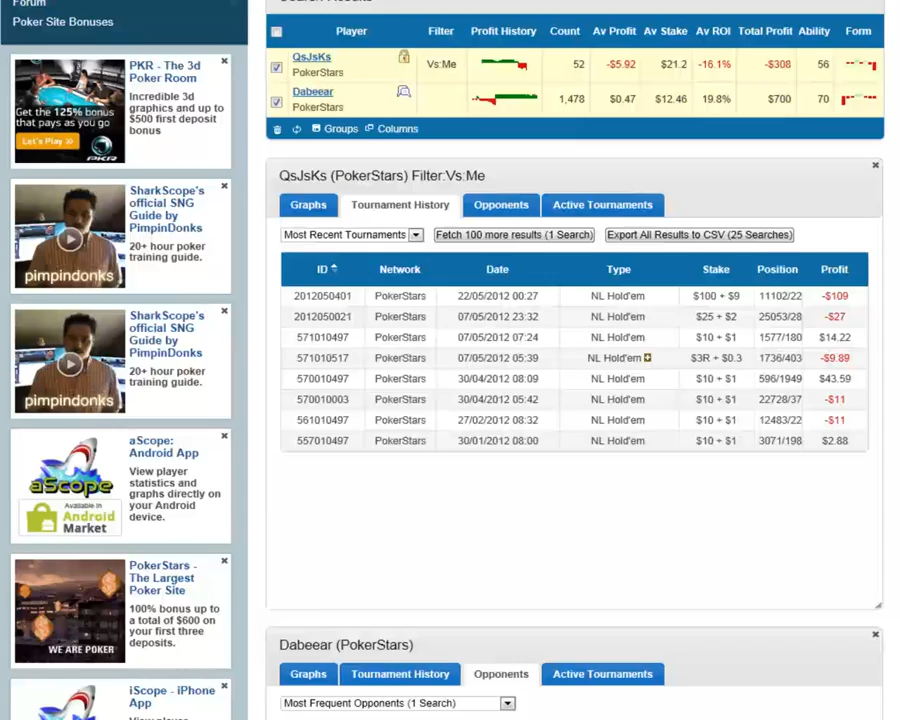 Forum
Poker Site Bonuses
PKR - The 3d
Poker Room
Incredible 3d
graphics and up to
$500 first deposit
bonus
Get the 125% bonus
that pays as you go
Let's Play »
PKR
SharkScope's
official SNG
Guide by
PimpinDonks
20+ hour poker
training guide.
pimpindonks
SharkScope's
official SNG
Guide by
PimpinDonks
20+ hour poker
training guide.
pimpindonks
aScope:
Android App
View player
statistics and
graphs directly on
your Android
device.
aScope
Available in
Android
Market
PokerStars -
The Largest
Poker Site
100% bonus up to
a total of $600 on
your first three
deposits.
WE ARE POKER
iScope - iPhone
App
View player
Search Results
Player Filter Profit History Count Av Profit Av Stake Av ROI Total Profit Ability Form
QsJsKs
PokerStars
Vs:Me 52 -$5.92 $21.2 -16.1% -$308 56
Dabeear
PokerStars
1,478 $0.47 $12.46 19.8% $700 70
Groups Columns
QsJsKs (PokerStars) Filter:Vs:Me
Graphs Tournament History Opponents Active Tournaments
Most Recent Tournaments Fetch 100 more results (1 Search) Export All Results to CSV (25 Searches)
ID Network Date Type Stake Position Profit
2012050401 PokerStars 22/05/2012 00:27 NL Hold'em $100 + $9 11102/22 -$109
2012050021 PokerStars 07/05/2012 23:32 NL Hold'em $25 + $2 25053/28 -$27
571010497 PokerStars 07/05/2012 07:24 NL Hold'em $10 + $1 1577/180 $14.22
571010517 PokerStars 07/05/2012 05:39 NL Hold'em $3R + $0.3 1736/403 -$9.89
570010497 PokerStars 30/04/2012 08:09 NL Hold'em $10 + $1 596/1949 $43.59
570010003 PokerStars 30/04/2012 05:42 NL Hold'em $10 + $1 22728/37 -$11
561010497 PokerStars 27/02/2012 08:32 NL Hold'em $10 + $1 12483/22 -$11
557010497 PokerStars 30/01/2012 08:00 NL Hold'em $10 + $1 3071/198 $2.88
Dabeear (PokerStars)
Graphs Tournament History Opponents Active Tournaments
Most Frequent Opponents (1 Search)